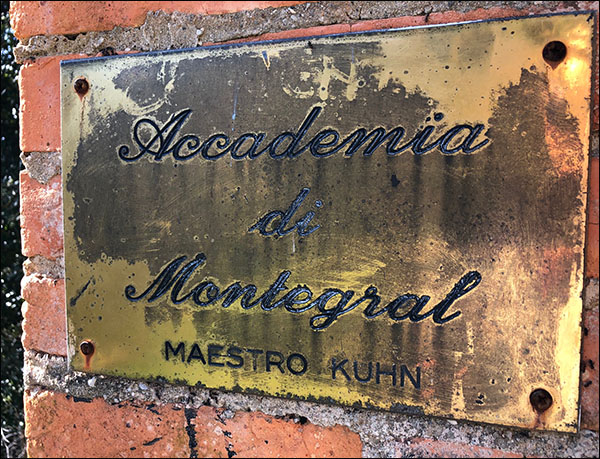 Accademia
di
Montegral
MAESTRO KUHN